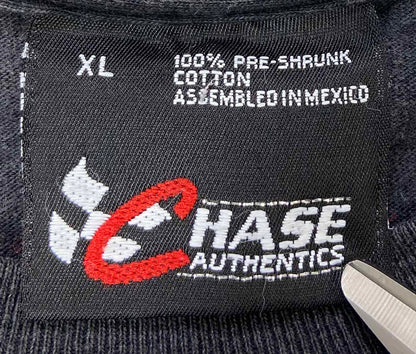 XL
100% PRE-SHRUNK
COTTON
ASSEMBLED IN MEXICO
CHASE
AUTHENTICS